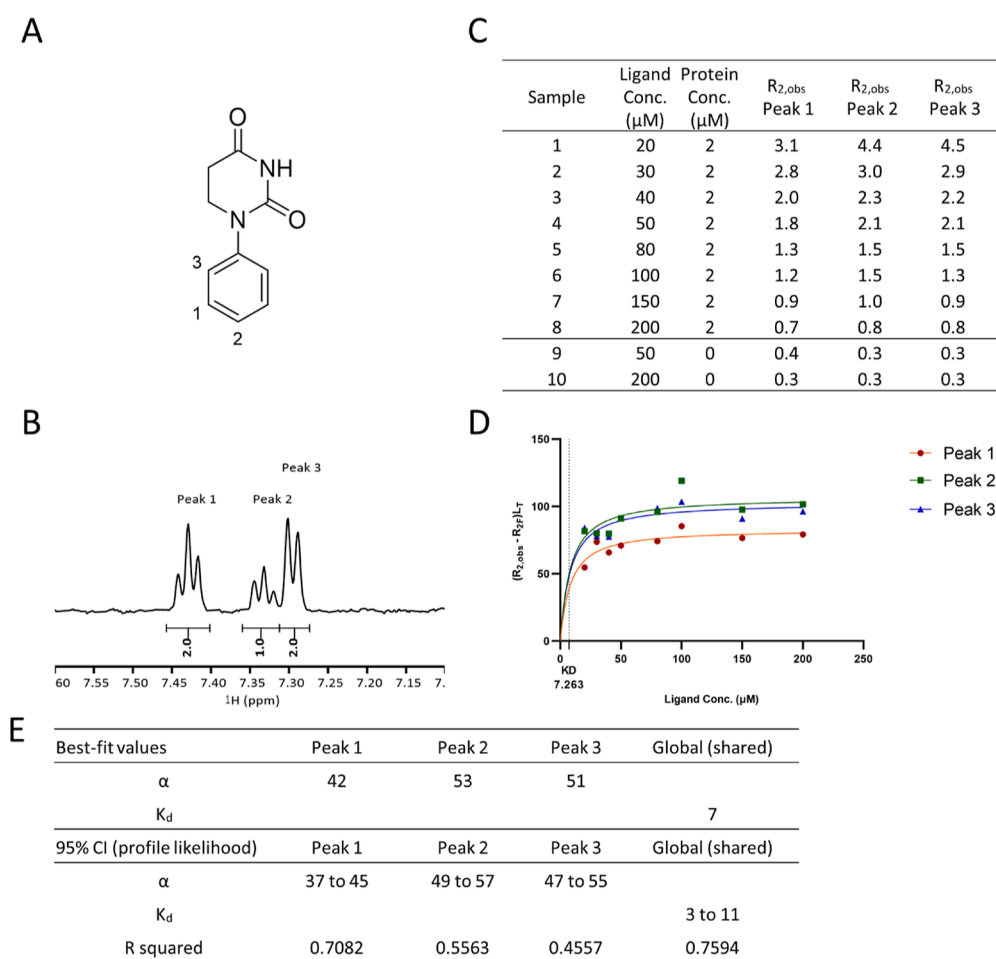 A
O
NH
N
O
3
1
2
B
Peak 3
Peak 1
Peak 2
2.0
1.0
2.0
60 7.55 7.50 7.45 7.40 7.35 7.30 7.25 7.20 7.15 7.
1H (ppm)
C
Sample Ligand Conc. (μM) Protein Conc. (μM) R2,obs Peak 1 R2,obs Peak 2 R2,obs Peak 3
1 20 2 3.1 4.4 4.5
2 30 2 2.8 3.0 2.9
3 40 2 2.0 2.3 2.2
4 50 2 1.8 2.1 2.1
5 80 2 1.3 1.5 1.5
6 100 2 1.2 1.5 1.3
7 150 2 0.9 1.0 0.9
8 200 2 0.7 0.8 0.8
9 50 0 0.4 0.3 0.3
10 200 0 0.3 0.3 0.3
D
(R2,obs - R2F)LT
150
100
50
0
0 50 100 150 200 250
KD
7.263
Ligand Conc. (μM)
Peak 1
Peak 2
Peak 3
E
Best-fit values Peak 1 Peak 2 Peak 3 Global (shared)
α 42 53 51
Kd 7
95% CI (profile likelihood) Peak 1 Peak 2 Peak 3 Global (shared)
α 37 to 45 49 to 57 47 to 55
Kd 3 to 11
R squared 0.7082 0.5563 0.4557 0.7594